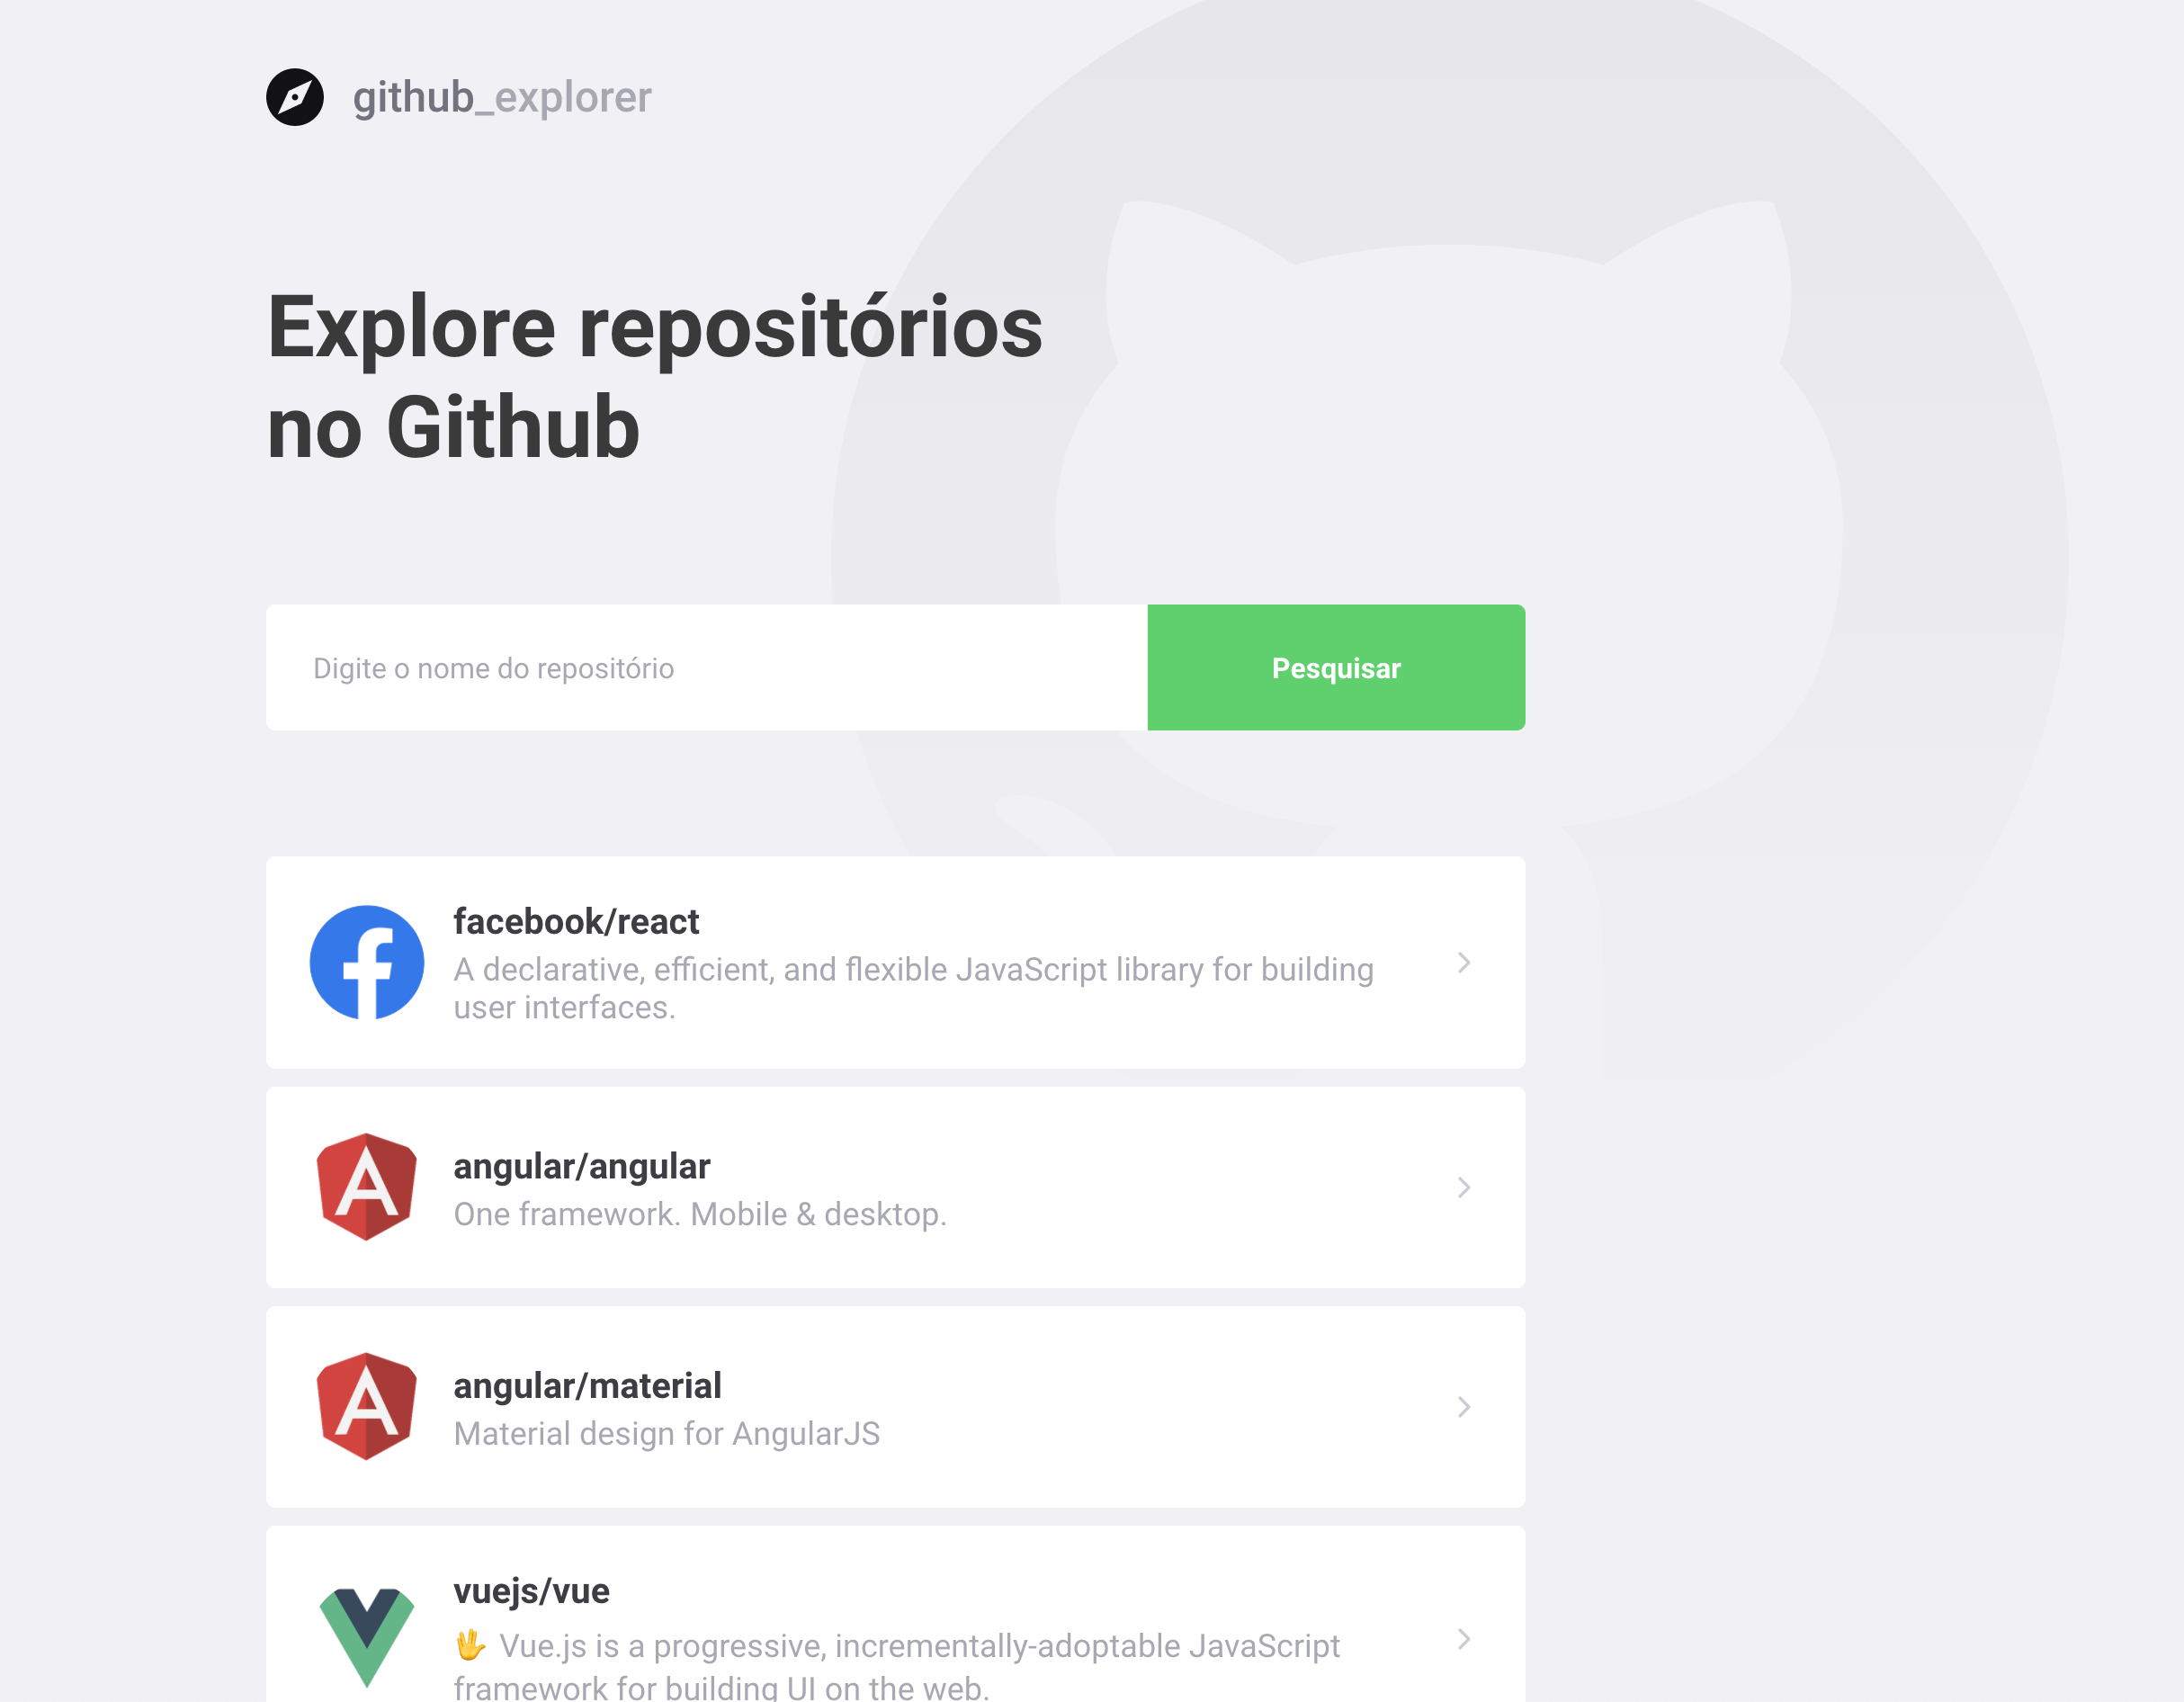 github_explorer
Explore repositórios
no Github
Digite o nome do repositório
Pesquisar
facebook/react
A declarative, efficient, and flexible JavaScript library for building
user interfaces.
angular/angular
One framework. Mobile & desktop.
angular/material
Material design for AngularJS
vuejs/vue
🖖 Vue.js is a progressive, incrementally-adoptable JavaScript
framework for building UI on the web.